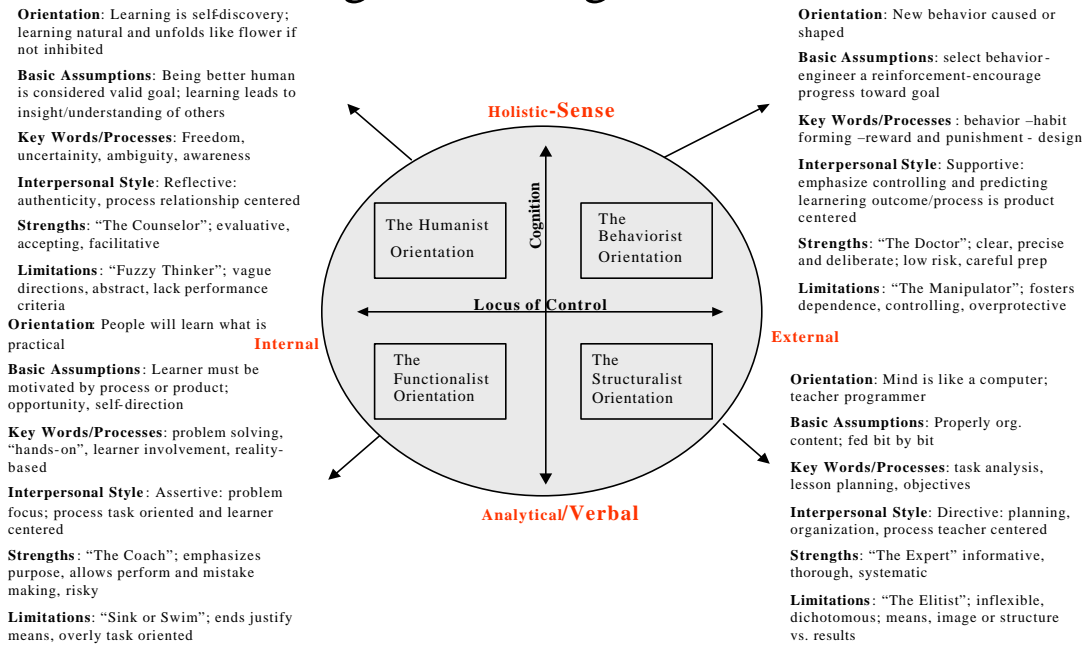 Orientation: Learning is self-discovery;
learning natural and unfolds like flower if
not inhibited
Basic Assumptions: Being better human
is considered valid goal; learning leads to
insight/understanding of others
Key Words/Processes: Freedom,
uncertainity, ambiguity, awareness
Interpersonal Style: Reflective:
authenticity, process relationship centered
Strengths: “The Counselor”; evaluative,
accepting, facilitative
Limitations: “Fuzzy Thinker”; vague
directions, abstract, lack performance
criteria
Orientation: People will learn what is
practical
Basic Assumptions: Learner must be
motivated by process or product;
opportunity, self-direction
Key Words/Processes: problem solving,
“hands-on”, learner involvement, reality-
based
Interpersonal Style: Assertive: problem
focus; process task oriented and learner
centered
Strengths: “The Coach”; emphasizes
purpose, allows perform and mistake
making, risky
Limitations: “Sink or Swim”; ends justify
means, overly task oriented
Holistic-Sense
Cognition
The Humanist
Orientation
The
Behaviorist
Orientation
Locus of Control
Internal
External
The
Functionalist
Orientation
The
Structuralist
Orientation
Analytical/Verbal
Orientation: New behavior caused or
shaped
Basic Assumptions: select behavior-
engineer a reinforcement-encourage
progress toward goal
Key Words/Processes : behavior –habit
forming –reward and punishment - design
Interpersonal Style: Supportive:
emphasize controlling and predicting
learnering outcome/process is product
centered
Strengths: “The Doctor”; clear, precise
and deliberate; low risk, careful prep
Limitations: “The Manipulator”; fosters
dependence, controlling, overprotective
Orientation: Mind is like a computer;
teacher programmer
Basic Assumptions: Properly org.
content; fed bit by bit
Key Words/Processes: task analysis,
lesson planning, objectives
Interpersonal Style: Directive: planning,
organization, process teacher centered
Strengths: “The Expert” informative,
thorough, systematic
Limitations: “The Elitist”; inflexible,
dichotomous; means, image or structure
vs. results